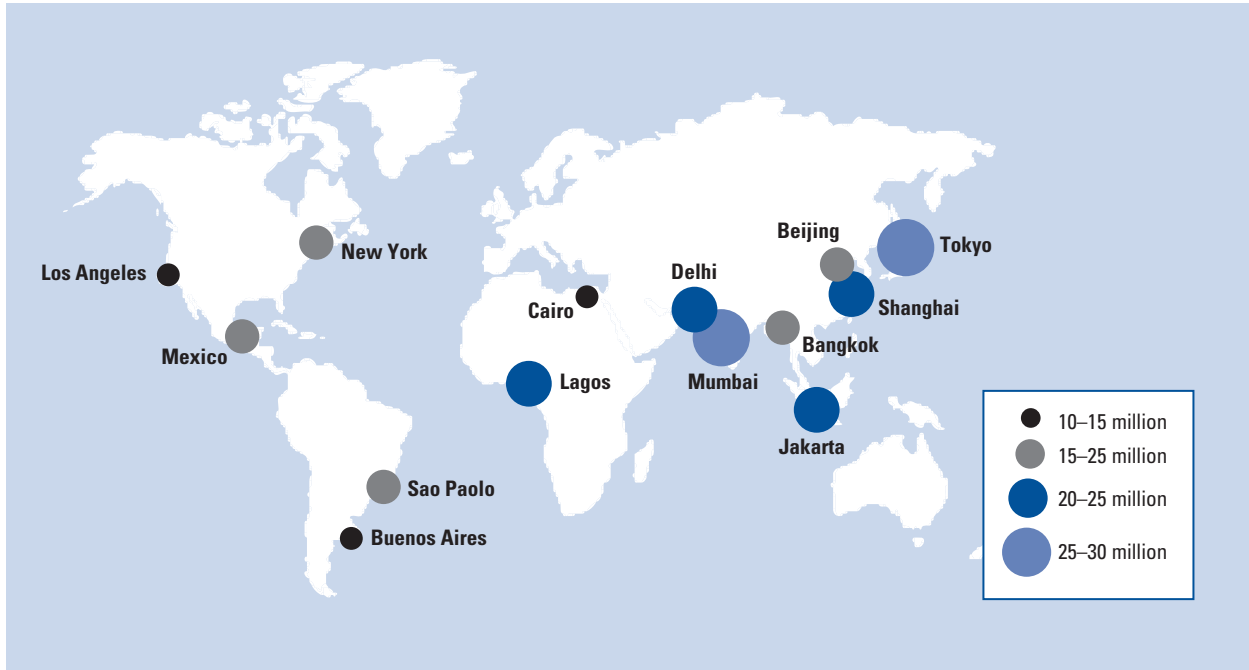 New York
Los Angeles
Mexico
Sao Paolo
Buenos Aires
Cairo
Lagos
Delhi
Mumbai
Beijing
Tokyo
Shanghai
Bangkok
Jakarta
10–15 million
15–25 million
20–25 million
25–30 million